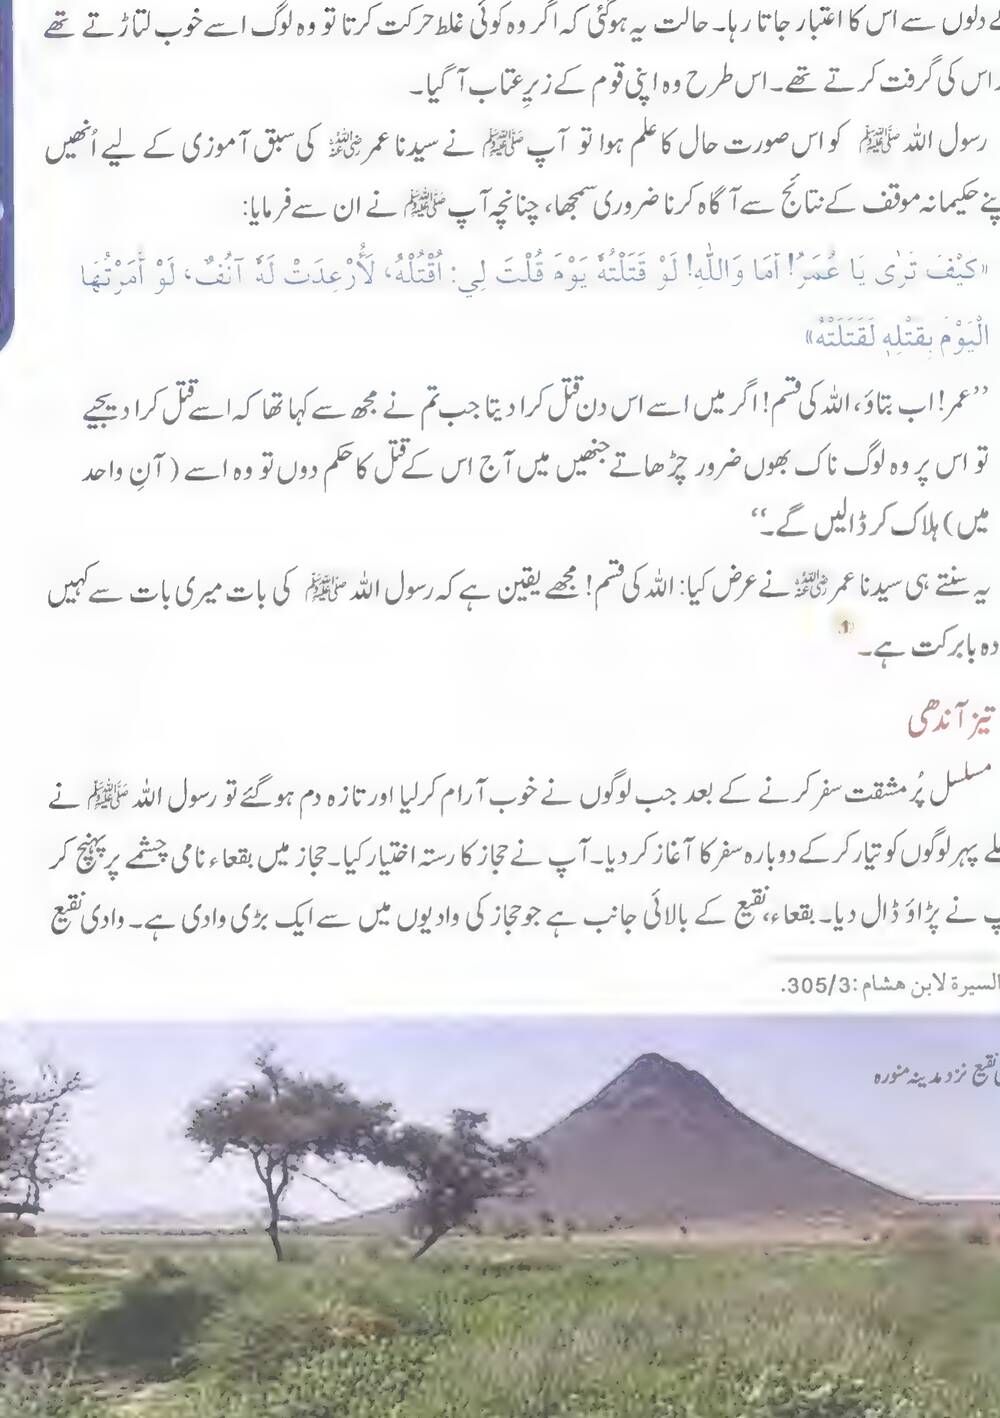 دلوں سے اس کا اعتبار جاتا رہا۔ حالت یہ ہوگئی کہ اگر وہ کوئی غلط حرکت کرتا تو وہ لوگ اسے خوب لتاڑتے تھے
اس کی گرفت کرتے تھے۔ اس طرح وہ اپنی قوم کے زیرِ عتاب آ گیا۔
رسول اللہ ﷺ کو اس صورت حال کا علم ہوا تو آپ ﷺ نے سیدنا عمر رضی اللہ عنہ کی سبق آموزی کے لیے اُنھیں
پنے حکیمانہ موقف کے نتائج سے آگاہ کرنا ضروری سمجھا، چنانچہ آپ ﷺ نے ان سے فرمایا:
«كَيْفَ تَرٰى يَا عُمَرُ! أَمَا وَاللّٰهِ! لَوْ قَتَلْتُهُ يَوْمَ قُلْتَ لِي: اُقْتُلْهُ، لَأُرْعِدَتْ لَهُ آنُفٌ، لَوْ أَمَرْتُهَا
الْيَوْمَ بِقَتْلِهِ لَقَتَلَتْهُ»
’’عمر! اب بتاؤ، اللہ کی قسم! اگر میں اسے اس دن قتل کرا دیتا جب تم نے مجھ سے کہا تھا کہ اسے قتل کرا دیجیے
تو اس پر وہ لوگ ناک بھوں ضرور چڑھاتے جنھیں میں آج اس کے قتل کا حکم دوں تو وہ اسے (آنِ واحد
میں) ہلاک کر ڈالیں گے۔‘‘
یہ سنتے ہی سیدنا عمر رضی اللہ عنہ نے عرض کیا: اللہ کی قسم! مجھے یقین ہے کہ رسول اللہ ﷺ کی بات میری بات سے کہیں
دہ بابرکت ہے۔ ①
تیز آندھی
مسلسل پُر مشقت سفر کرنے کے بعد جب لوگوں نے خوب آرام کرلیا اور تازہ دم ہوگئے تو رسول اللہ ﷺ نے
پہر لوگوں کو تیار کر کے دوبارہ سفر کا آغاز کر دیا۔ آپ نے حجاز کا رستہ اختیار کیا۔ حجاز میں بقعاء نامی چشمے پر پہنچ کر
پ نے پڑاؤ ڈال دیا۔ بقعاء، نقیع کے بالائی جانب ہے جو حجاز کی وادیوں میں سے ایک بڑی وادی ہے۔ وادی نقیع
السيرة لابن هشام: 305/3.
نقیع نزد مدینہ منورہ